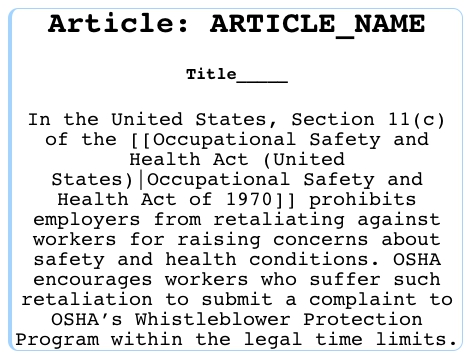 Article: ARTICLE_NAME
Title_____
In the United States, Section 11(c)
of the [[Occupational Safety and
Health Act (United
States)|Occupational Safety and
Health Act of 1970]] prohibits
employers from retaliating against
workers for raising concerns about
safety and health conditions. OSHA
encourages workers who suffer such
retaliation to submit a complaint to
OSHA’s Whistleblower Protection
Program within the legal time limits.